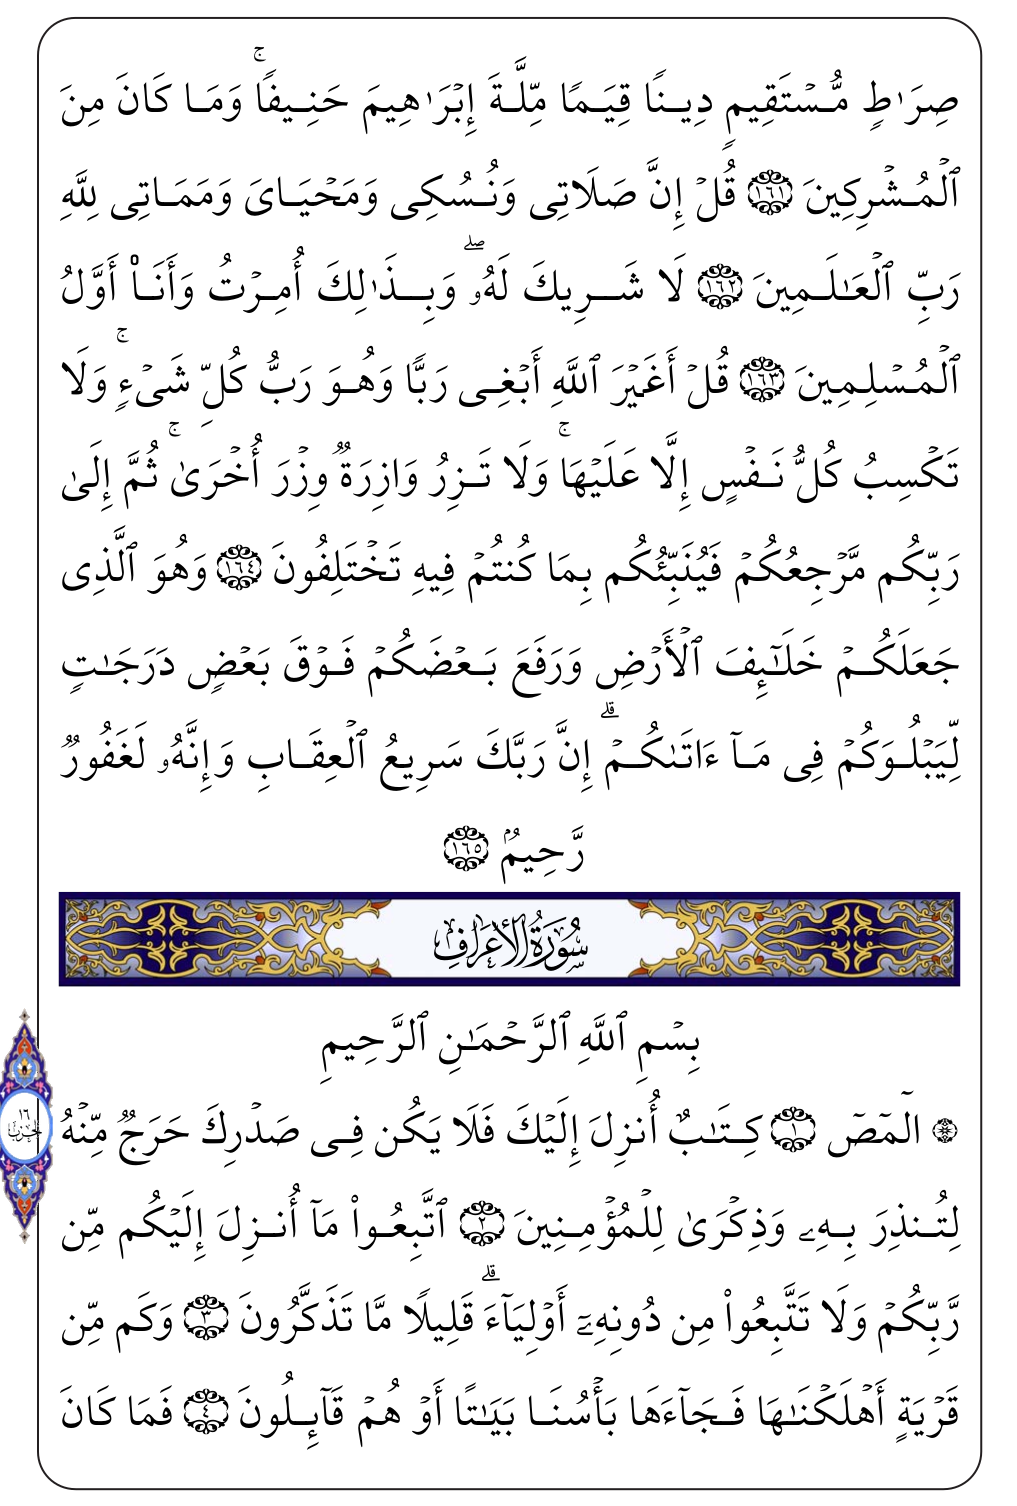 صِرَٰطٖ مُّسۡتَقِيمٖ دِينٗا قِيَمٗا مِّلَّةَ إِبۡرَٰهِيمَ حَنِيفٗاۚ وَمَا كَانَ مِنَ
ٱلۡمُشۡرِكِينَ ١٦١ قُلۡ إِنَّ صَلَاتِي وَنُسُكِي وَمَحۡيَايَ وَمَمَاتِي لِلَّهِ
رَبِّ ٱلۡعَٰلَمِينَ ١٦٢ لَا شَرِيكَ لَهُۥۖ وَبِذَٰلِكَ أُمِرۡتُ وَأَنَا۠ أَوَّلُ
ٱلۡمُسۡلِمِينَ ١٦٣ قُلۡ أَغَيۡرَ ٱللَّهِ أَبۡغِي رَبّٗا وَهُوَ رَبُّ كُلِّ شَيۡءٖۚ وَلَا
تَكۡسِبُ كُلُّ نَفۡسٍ إِلَّا عَلَيۡهَاۚ وَلَا تَزِرُ وَازِرَةٞ وِزۡرَ أُخۡرَىٰۚ ثُمَّ إِلَىٰ
رَبِّكُم مَّرۡجِعُكُمۡ فَيُنَبِّئُكُم بِمَا كُنتُمۡ فِيهِ تَخۡتَلِفُونَ ١٦٤ وَهُوَ ٱلَّذِي
جَعَلَكُمۡ خَلَٰٓئِفَ ٱلۡأَرۡضِ وَرَفَعَ بَعۡضَكُمۡ فَوۡقَ بَعۡضٖ دَرَجَٰتٖ
لِّيَبۡلُوَكُمۡ فِي مَآ ءَاتَىٰكُمۡۗ إِنَّ رَبَّكَ سَرِيعُ ٱلۡعِقَابِ وَإِنَّهُۥ لَغَفُورٞ
رَّحِيمُۢ ١٦٥
سُورَةُ الأَعۡرَافِ
بِسۡمِ ٱللَّهِ ٱلرَّحۡمَٰنِ ٱلرَّحِيمِ
۞ الٓمٓصٓ ١ كِتَٰبٌ أُنزِلَ إِلَيۡكَ فَلَا يَكُن فِي صَدۡرِكَ حَرَجٞ مِّنۡهُ
لِتُنذِرَ بِهِۦ وَذِكۡرَىٰ لِلۡمُؤۡمِنِينَ ٢ ٱتَّبِعُواْ مَآ أُنزِلَ إِلَيۡكُم مِّن
رَّبِّكُمۡ وَلَا تَتَّبِعُواْ مِن دُونِهِۦٓ أَوۡلِيَآءَۗ قَلِيلٗا مَّا تَذَكَّرُونَ ٣ وَكَم مِّن
قَرۡيَةٍ أَهۡلَكۡنَٰهَا فَجَآءَهَا بَأۡسُنَا بَيَٰتًا أَوۡ هُمۡ قَآئِلُونَ ٤ فَمَا كَانَ
١٦
الحزب